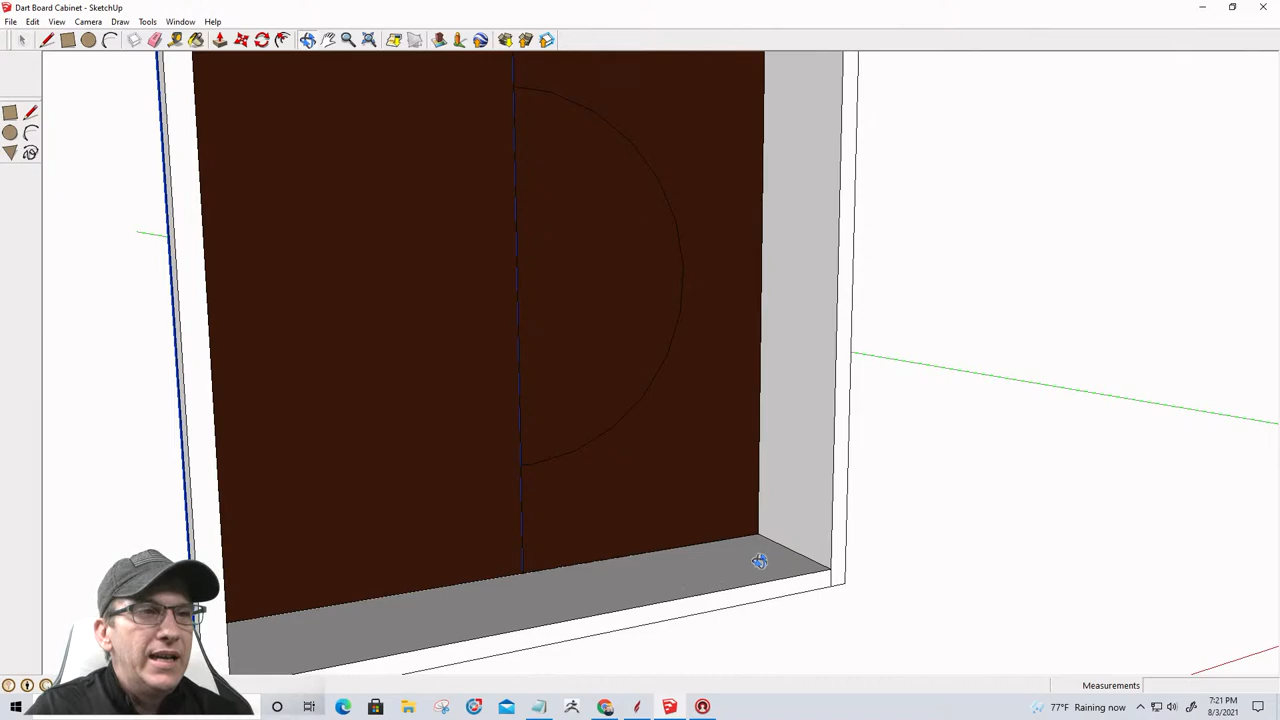 Dart Board Cabinet - SketchUp
File Edit View Camera Draw Tools Window Help
Measurements
77°F Raining now
7:21 PM
8/3/2021